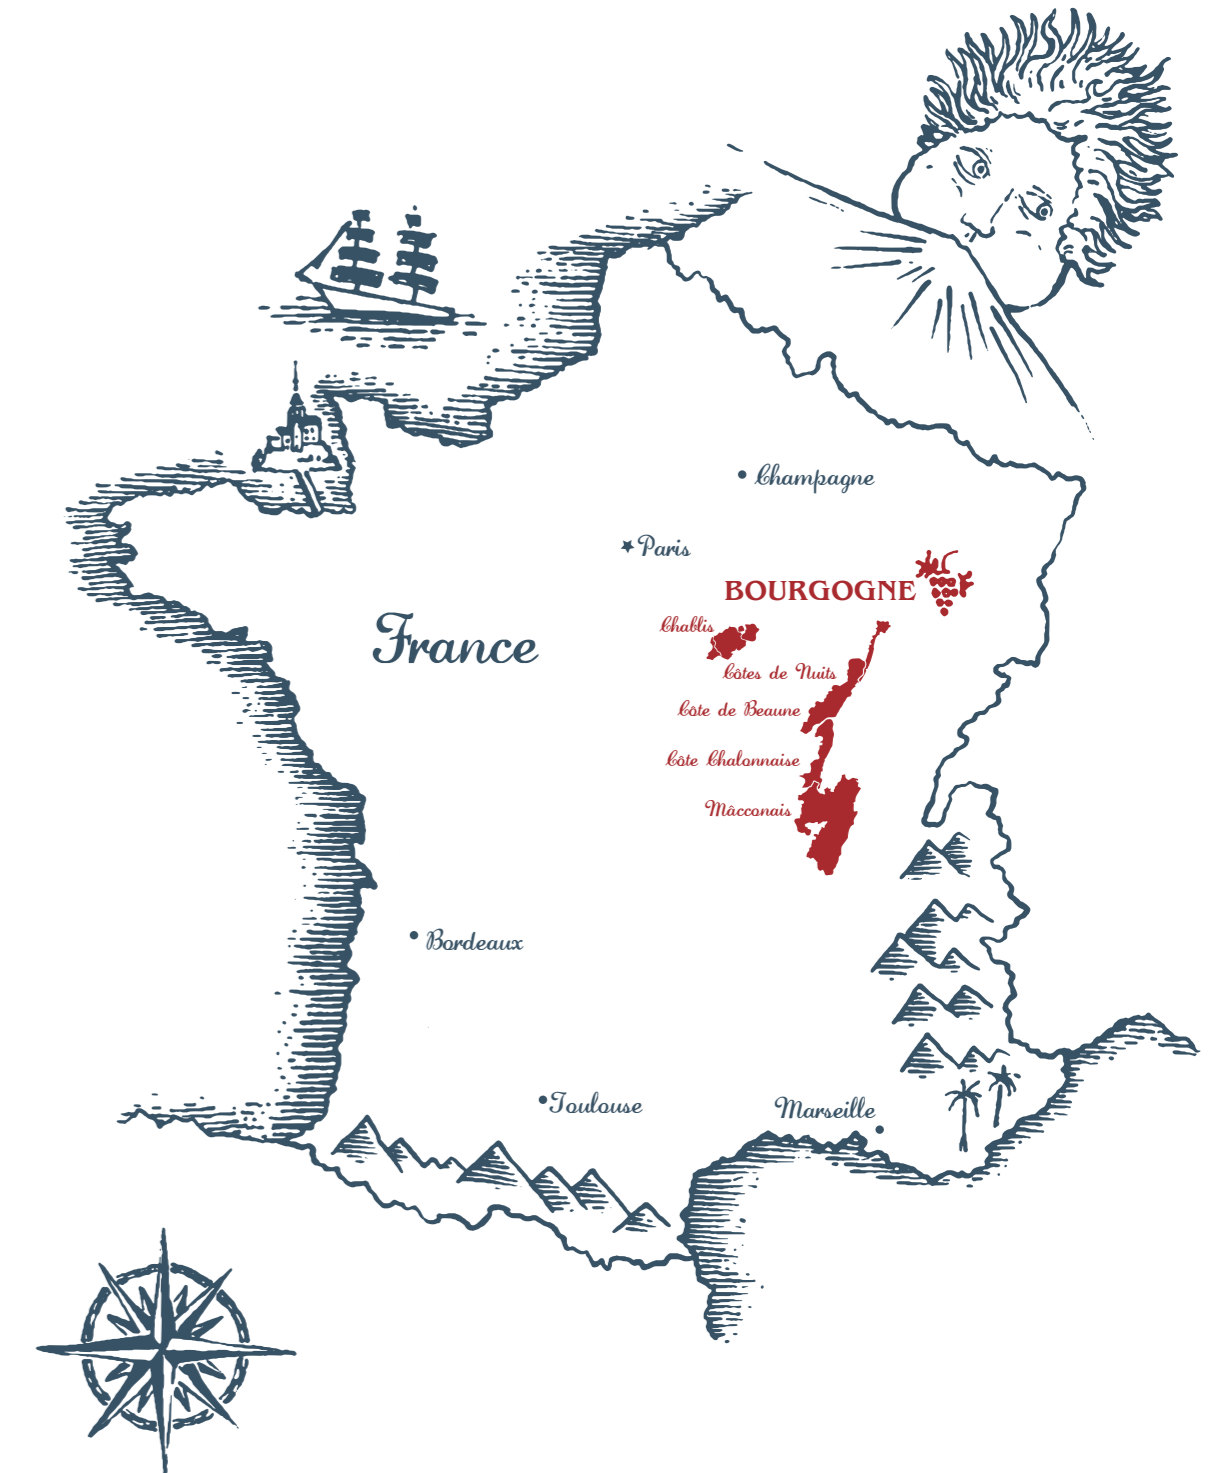 Champagne
Paris
BOURGOGNE
Chablis
France
Côtes de Nuits
Côte de Beaune
Côte Chalonnaise
Mâcconais
Bordeaux
Toulouse
Marseille